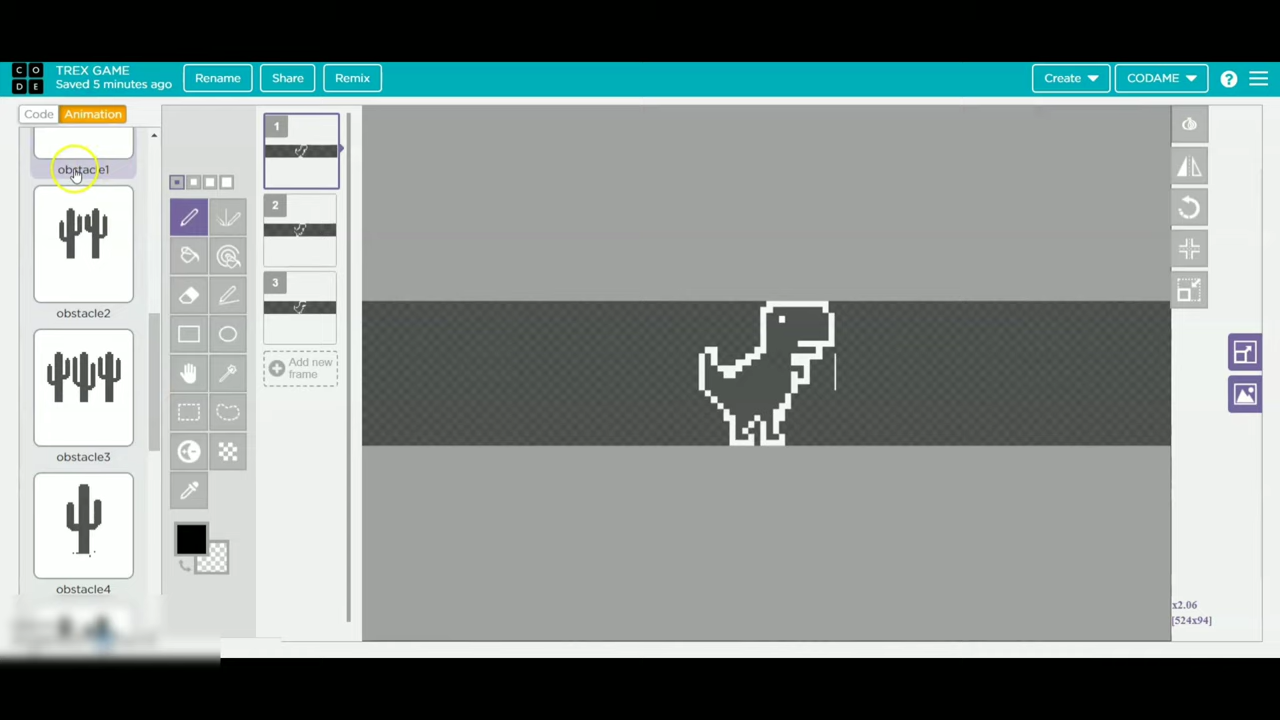 C O
D E
TREX GAME
Saved 5 minutes ago
Rename
Share
Remix
Create
CODAME
?
Code
Animation
obstacle1
obstacle2
obstacle3
obstacle4
1
2
3
Add new
frame
x2.06
[524x94]